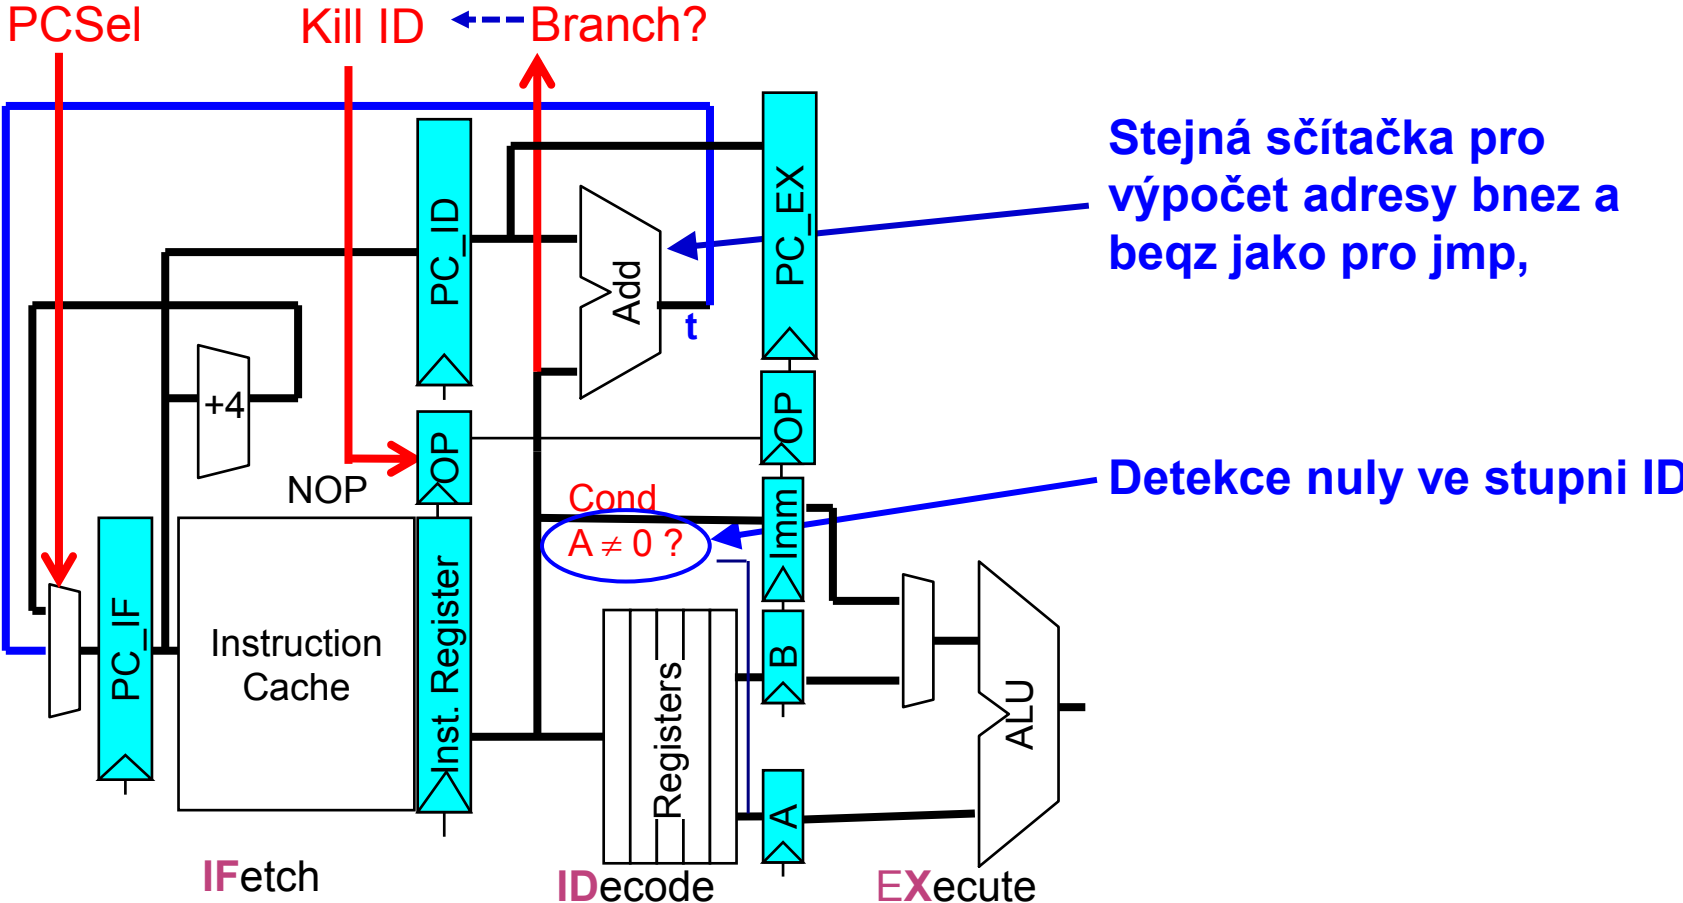 PCSel
Kill ID
Branch?
Stejná sčítačka pro
výpočet adresy bnez a
beqz jako pro jmp,
PC_ID
PC_EX
Add
t
+4
OP
OP
NOP
Cond
A ≠ 0 ?
Imm
Detekce nuly ve stupni ID
PC_IF
Instruction
Cache
Inst. Register
Registers
B
A
ALU
IFetch
IDecode
EXecute